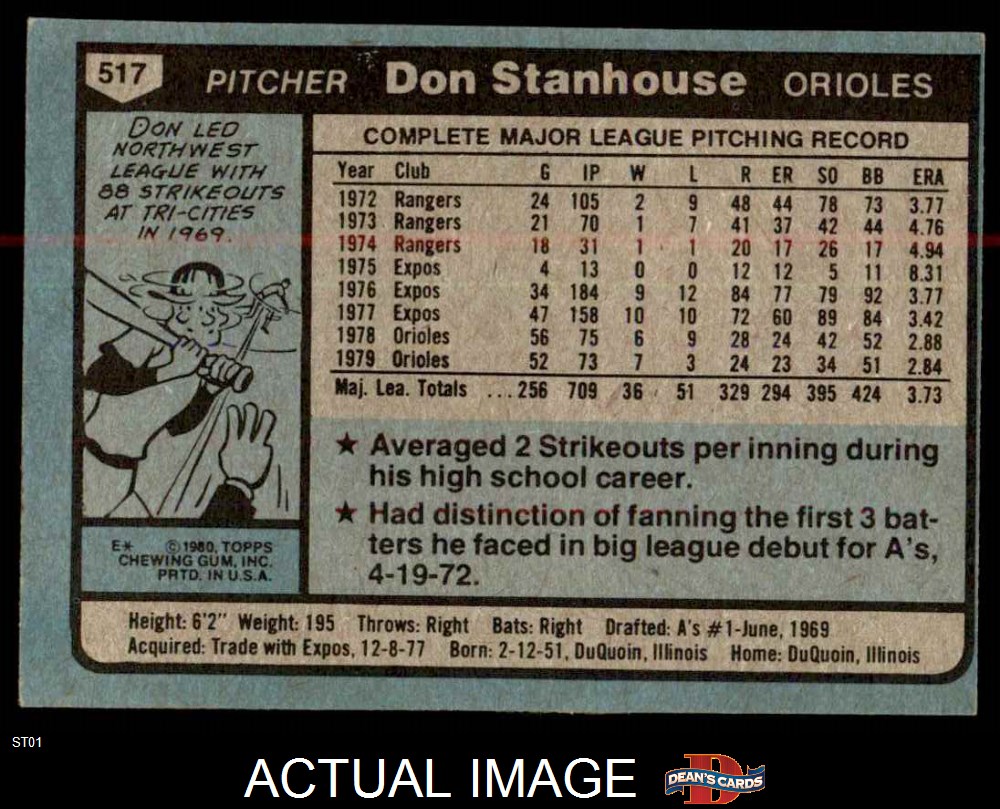 517 PITCHER Don Stanhouse ORIOLES
DON LED
NORTHWEST
LEAGUE WITH
88 STRIKEOUTS
AT TRI-CITIES
IN 1969.
E* ©1980, TOPPS
CHEWING GUM, INC.
PRTD. IN U.S.A.
COMPLETE MAJOR LEAGUE PITCHING RECORD
Year Club G IP W L R ER SO BB ERA
1972 Rangers 24 105 2 9 48 44 78 73 3.77
1973 Rangers 21 70 1 7 41 37 42 44 4.76
1974 Rangers 18 31 1 1 20 17 26 17 4.94
1975 Expos 4 13 0 0 12 12 5 11 8.31
1976 Expos 34 184 9 12 84 77 79 92 3.77
1977 Expos 47 158 10 10 72 60 89 84 3.42
1978 Orioles 56 75 6 9 28 24 42 52 2.88
1979 Orioles 52 73 7 3 24 23 34 51 2.84
Maj. Lea. Totals ...256 709 36 51 329 294 395 424 3.73
★ Averaged 2 Strikeouts per inning during
his high school career.
★ Had distinction of fanning the first 3 bat-
ters he faced in big league debut for A's,
4-19-72.
Height: 6'2" Weight: 195 Throws: Right Bats: Right Drafted: A's #1-June, 1969
Acquired: Trade with Expos, 12-8-77 Born: 2-12-51, DuQuoin, Illinois Home: DuQuoin, Illinois
ST01
ACTUAL IMAGE D DEAN'S CARDS